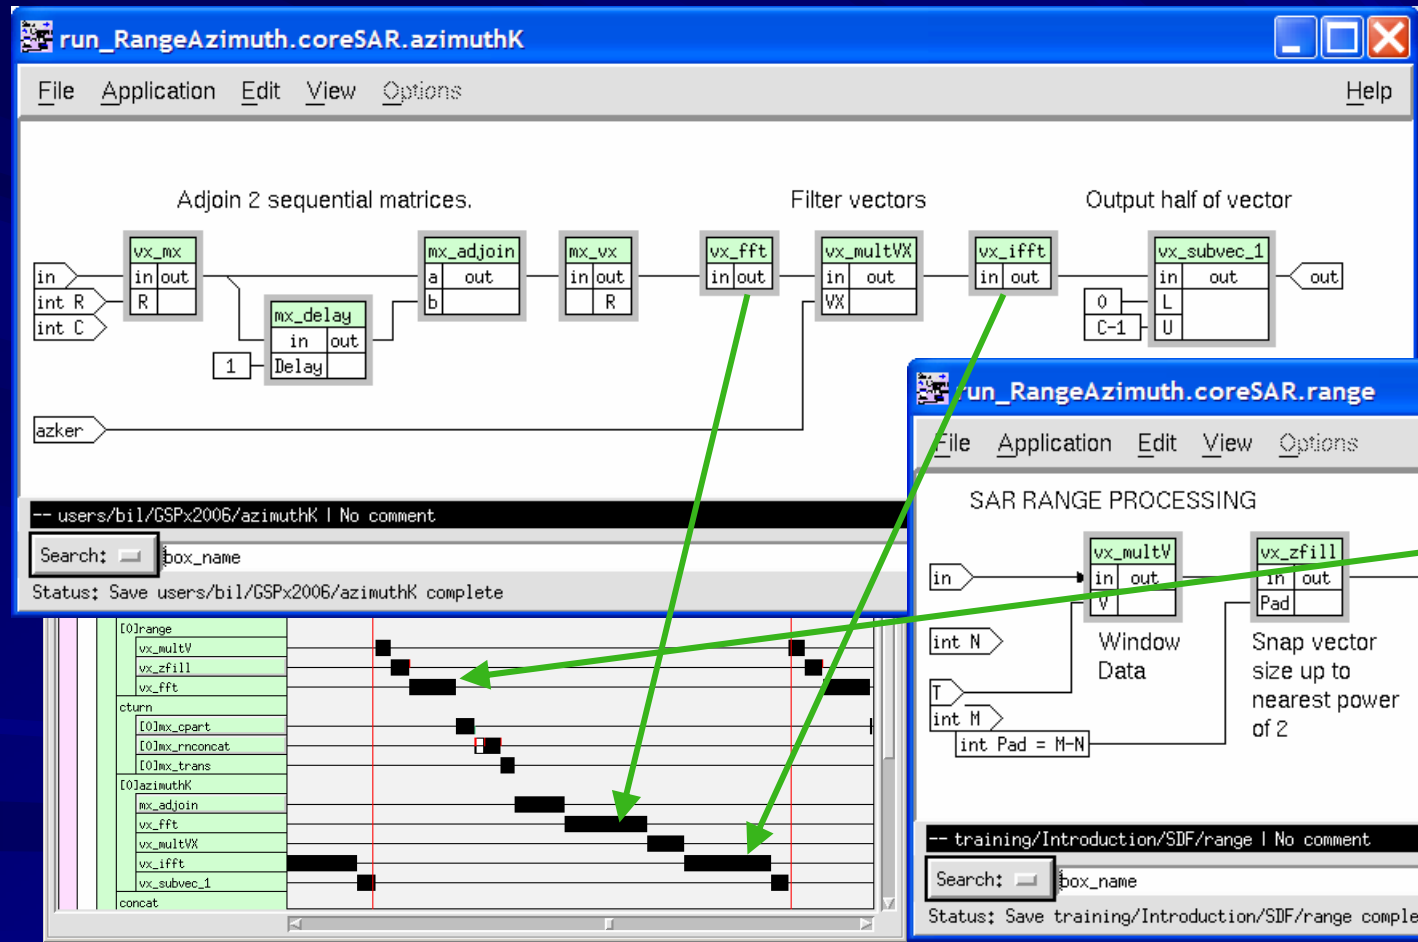 run_RangeAzimuth.coreSAR.azimuthK
File Application Edit View Options Help
Adjoin 2 sequential matrices. Filter vectors Output half of vector
vx_mx
in out
R
mx_delay
in out
Delay
mx_adjoin
a out
b
mx_vx
in out
R
vx_fft
in out
vx_multVX
in out
VX
vx_ifft
in out
vx_subvec_1
in out
L
U
in
int R
int C
1
0
C-1
out
azker
-- users/bil/GSPx2006/azimuthK | No comment
Search: box_name
Status: Save users/bil/GSPx2006/azimuthK complete
run_RangeAzimuth.coreSAR.range
File Application Edit View Options
SAR RANGE PROCESSING
vx_multV
in out
V
vx_zfill
in out
Pad
in
int N
T
int M
int Pad = M-N
Window
Data
Snap vector
size up to
nearest power
of 2
-- training/Introduction/SDF/range | No comment
Search: box_name
Status: Save training/Introduction/SDF/range comple
[0]range
vx_multV
vx_zfill
vx_fft
cturn
[0]mx_cpart
[0]mx_rnconcat
[0]mx_trans
[0]azimuthK
mx_adjoin
vx_fft
vx_multVX
vx_ifft
vx_subvec_1
concat